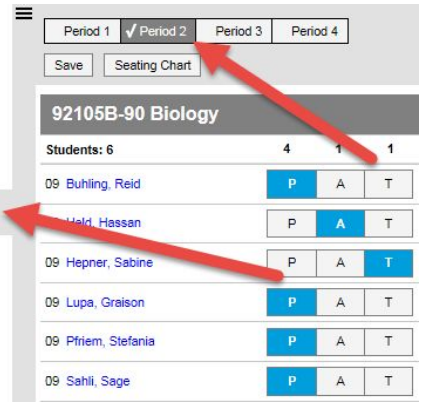 Period 1 ✓ Period 2 Period 3 Period 4
Save Seating Chart
92105B-90 Biology
Students: 6 4 1 1
09 Buhling, Reid P A T
Held, Hassan P A T
09 Hepner, Sabine P A T
09 Lupa, Graison P A T
09 Pfriem, Stefania P A T
09 Sahli, Sage P A T